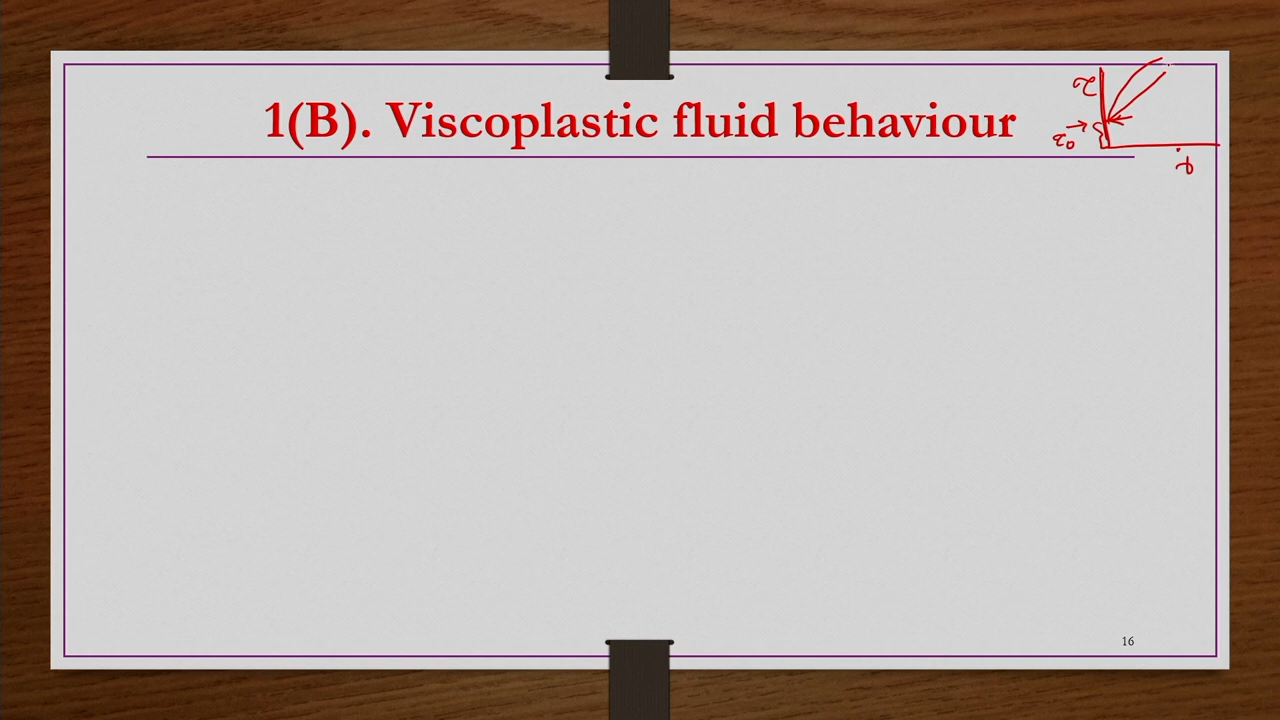 1(B). Viscoplastic fluid behaviour
τ
τ₀
γ̇
16